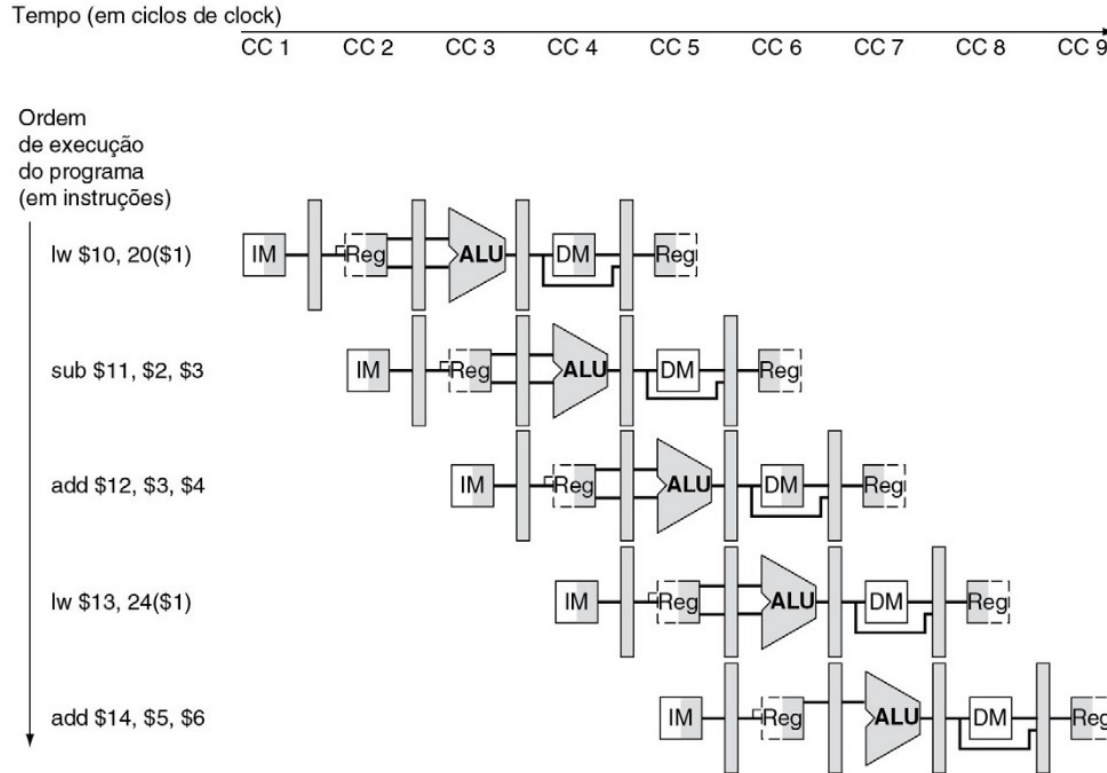 Tempo (em ciclos de clock)
CC 1 CC 2 CC 3 CC 4 CC 5 CC 6 CC 7 CC 8 CC 9
Ordem
de execução
do programa
(em instruções)
lw $10, 20($1) IM Reg ALU DM Reg
sub $11, $2, $3 IM Reg ALU DM Reg
add $12, $3, $4 IM Reg ALU DM Reg
lw $13, 24($1) IM Reg ALU DM Reg
add $14, $5, $6 IM Reg ALU DM Reg